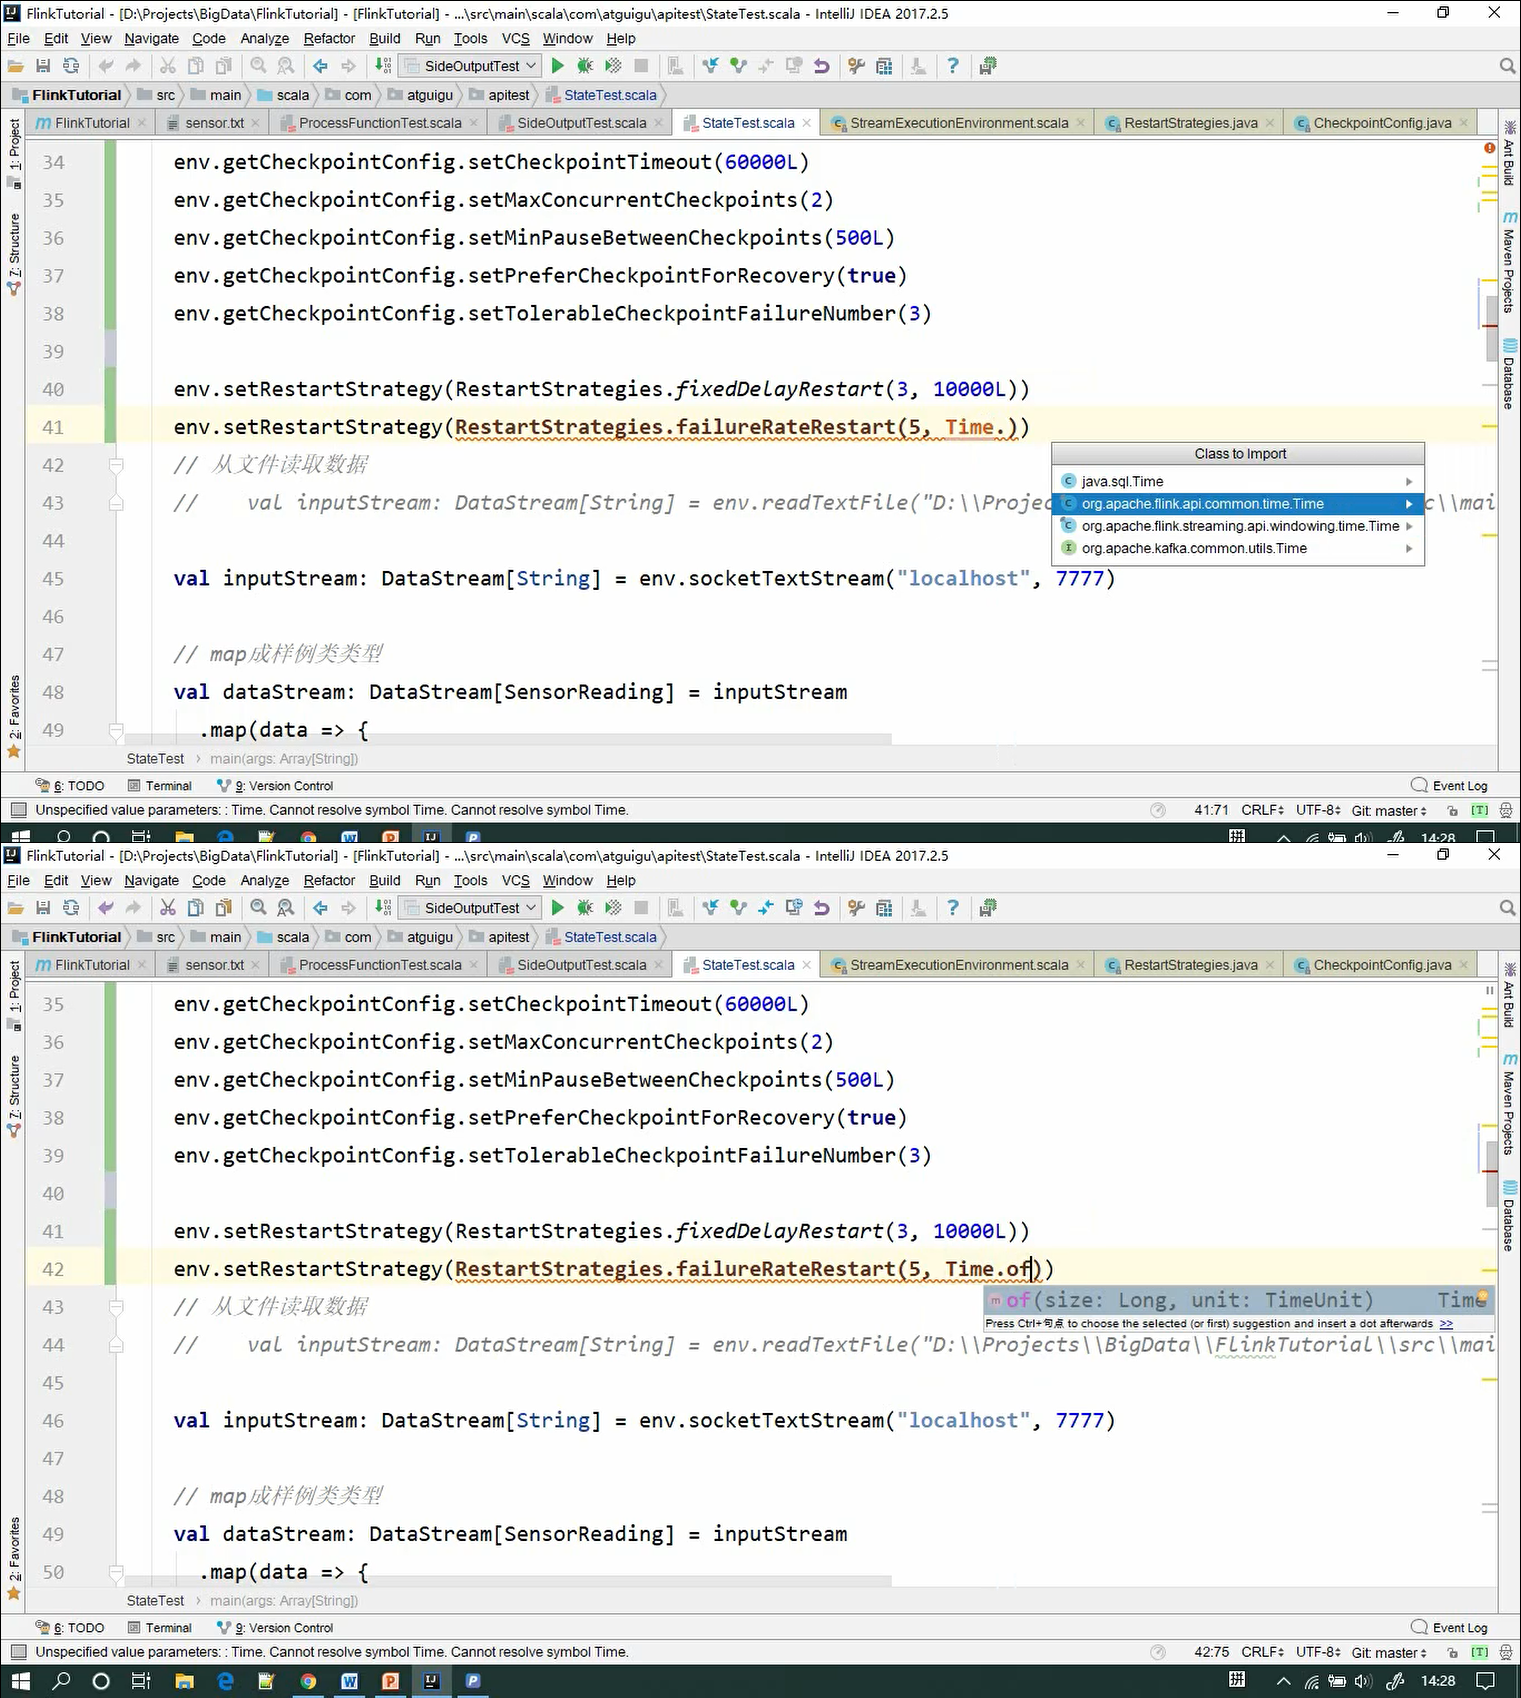 FlinkTutorial - [D:\Projects\BigData\FlinkTutorial] - [FlinkTutorial] - ...\src\main\scala\com\atguigu\apitest\StateTest.scala - IntelliJ IDEA 2017.2.5
File Edit View Navigate Code Analyze Refactor Build Run Tools VCS Window Help
SideOutputTest
FlinkTutorial src main scala com atguigu apitest StateTest.scala
FlinkTutorial sensor.txt ProcessFunctionTest.scala SideOutputTest.scala StateTest.scala StreamExecutionEnvironment.scala RestartStrategies.java CheckpointConfig.java
1: Project
7: Structure
2: Favorites
Ant Build
Maven Projects
Database
34 env.getCheckpointConfig.setCheckpointTimeout(60000L)
35 env.getCheckpointConfig.setMaxConcurrentCheckpoints(2)
36 env.getCheckpointConfig.setMinPauseBetweenCheckpoints(500L)
37 env.getCheckpointConfig.setPreferCheckpointForRecovery(true)
38 env.getCheckpointConfig.setTolerableCheckpointFailureNumber(3)
39
40 env.setRestartStrategy(RestartStrategies.fixedDelayRestart(3, 10000L))
41 env.setRestartStrategy(RestartStrategies.failureRateRestart(5, Time.))
42 // 从文件读取数据
Class to Import
java.sql.Time
org.apache.flink.api.common.time.Time
org.apache.flink.streaming.api.windowing.time.Time
org.apache.kafka.common.utils.Time
43 // val inputStream: DataStream[String] = env.readTextFile("D:\\Projec c\\mai
44
45 val inputStream: DataStream[String] = env.socketTextStream("localhost", 7777)
46
47 // map成样例类类型
48 val dataStream: DataStream[SensorReading] = inputStream
49 .map(data => {
StateTest main(args: Array[String])
6: TODO Terminal 9: Version Control Event Log
Unspecified value parameters: : Time. Cannot resolve symbol Time. Cannot resolve symbol Time. 41:71 CRLF UTF-8 Git: master [T]
拼 14:28
FlinkTutorial - [D:\Projects\BigData\FlinkTutorial] - [FlinkTutorial] - ...\src\main\scala\com\atguigu\apitest\StateTest.scala - IntelliJ IDEA 2017.2.5
File Edit View Navigate Code Analyze Refactor Build Run Tools VCS Window Help
SideOutputTest
FlinkTutorial src main scala com atguigu apitest StateTest.scala
FlinkTutorial sensor.txt ProcessFunctionTest.scala SideOutputTest.scala StateTest.scala StreamExecutionEnvironment.scala RestartStrategies.java CheckpointConfig.java
1: Project
7: Structure
2: Favorites
Ant Build
Maven Projects
Database
35 env.getCheckpointConfig.setCheckpointTimeout(60000L)
36 env.getCheckpointConfig.setMaxConcurrentCheckpoints(2)
37 env.getCheckpointConfig.setMinPauseBetweenCheckpoints(500L)
38 env.getCheckpointConfig.setPreferCheckpointForRecovery(true)
39 env.getCheckpointConfig.setTolerableCheckpointFailureNumber(3)
40
41 env.setRestartStrategy(RestartStrategies.fixedDelayRestart(3, 10000L))
42 env.setRestartStrategy(RestartStrategies.failureRateRestart(5, Time.of))
43 // 从文件读取数据
of(size: Long, unit: TimeUnit) Time
Press Ctrl+句点 to choose the selected (or first) suggestion and insert a dot afterwards >>
44 // val inputStream: DataStream[String] = env.readTextFile("D:\\Projects\\BigData\\FlinkTutorial\\src\\mai
45
46 val inputStream: DataStream[String] = env.socketTextStream("localhost", 7777)
47
48 // map成样例类类型
49 val dataStream: DataStream[SensorReading] = inputStream
50 .map(data => {
StateTest main(args: Array[String])
6: TODO Terminal 9: Version Control Event Log
Unspecified value parameters: : Time. Cannot resolve symbol Time. Cannot resolve symbol Time. 42:75 CRLF UTF-8 Git: master [T]
拼 14:28